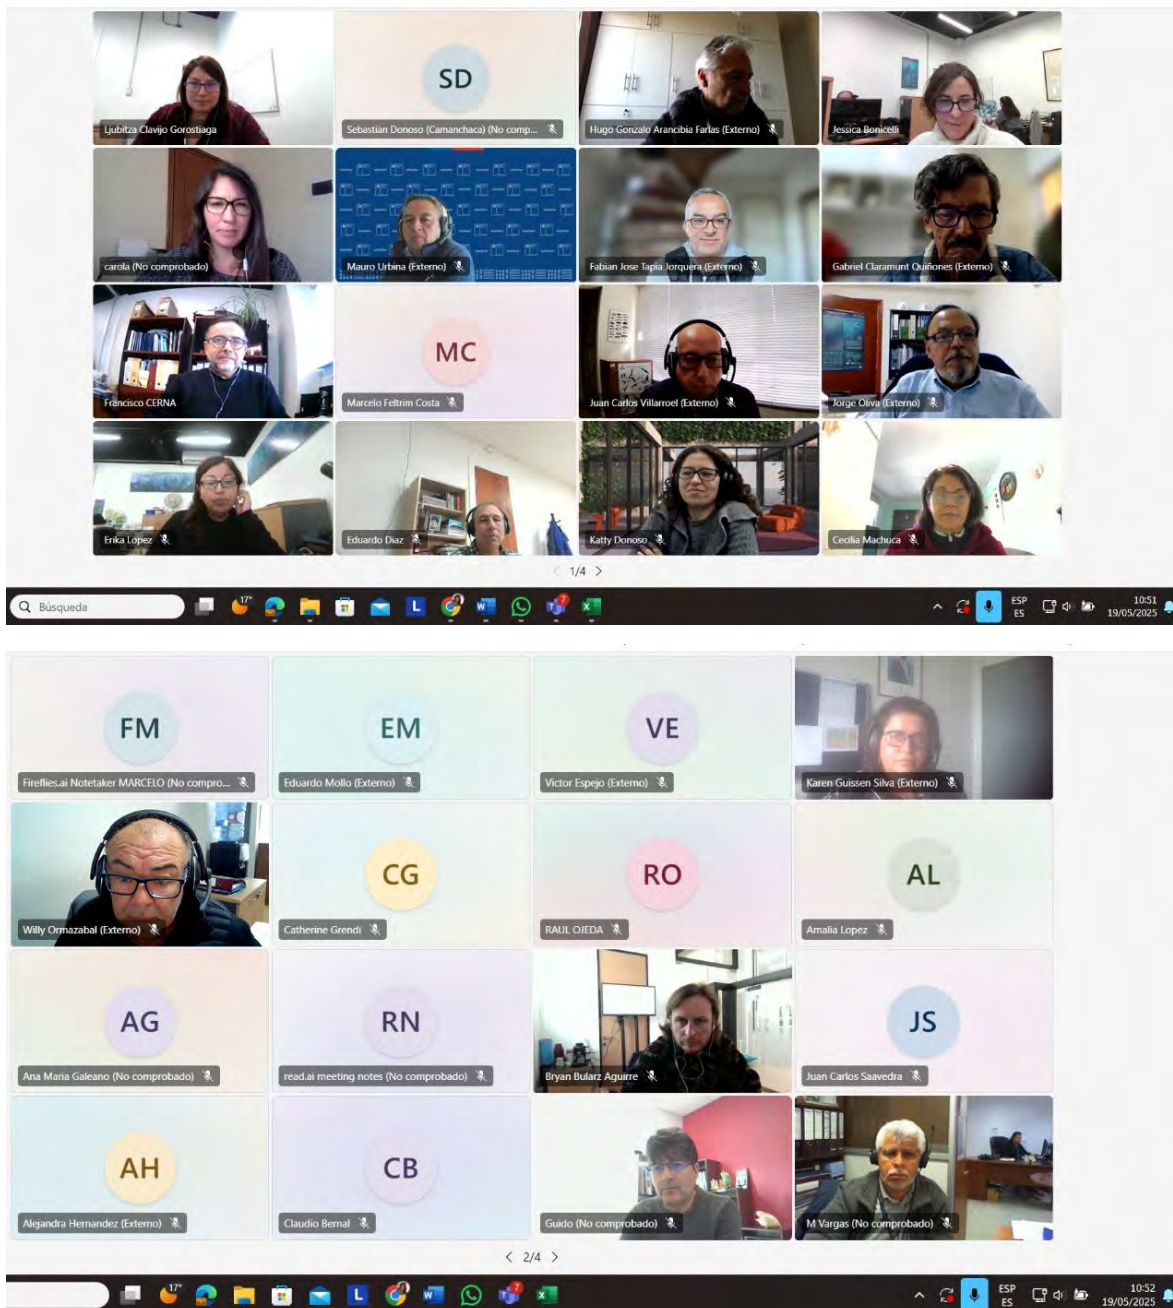 Ljubitza Clavijo Gorostiaga
SD
Sebastian Donoso (Camanchaca) (No comp...
Hugo Gonzalo Arancibia Farías (Externo)
Jessica Bonicelli
carola (No comprobado)
Mauro Urbina (Externo)
Fabian Jose Tapia Jorquera (Externo)
Gabriel Claramunt Quiñones (Externo)
Francisco CERNA
MC
Marcelo Feltrim Costa
Juan Carlos Villarroel (Externo)
Jorge Oliva (Externo)
Erika Lopez
Eduardo Diaz
Katty Donoso
Cecilia Machuca
< 1/4 >
Búsqueda
17°
L
7
ESP
ES
10:51
19/05/2025
FM
Fireflies.ai Notetaker MARCELO (No compro...
EM
Eduardo Mollo (Externo)
VE
Victor Espejo (Externo)
Karen Guissen Silva (Externo)
Willy Ormazabal (Externo)
CG
Catherine Grendi
RO
RAUL OJEDA
AL
Amalia Lopez
AG
Ana Maria Galeano (No comprobado)
RN
read.ai meeting notes (No comprobado)
Bryan Bularz Aguirre
JS
Juan Carlos Saavedra
AH
Alejandra Hernandez (Externo)
CB
Claudio Bernal
Guido (No comprobado)
M Vargas (No comprobado)
< 2/4 >
17°
L
7
ESP
ES
10:52
19/05/2025